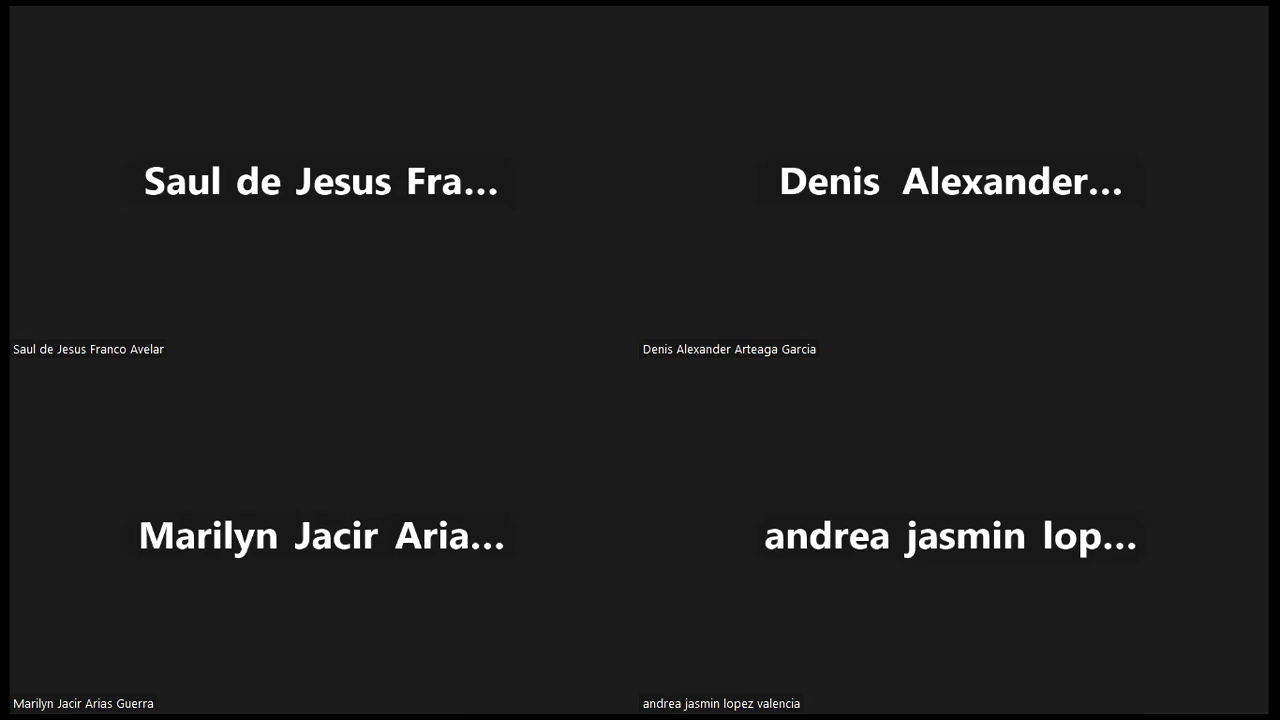 Saul de Jesus Fra...
Denis Alexander...
Saul de Jesus Franco Avelar
Denis Alexander Arteaga Garcia
Marilyn Jacir Aria...
andrea jasmin lop...
Marilyn Jacir Arias Guerra
andrea jasmin lopez valencia